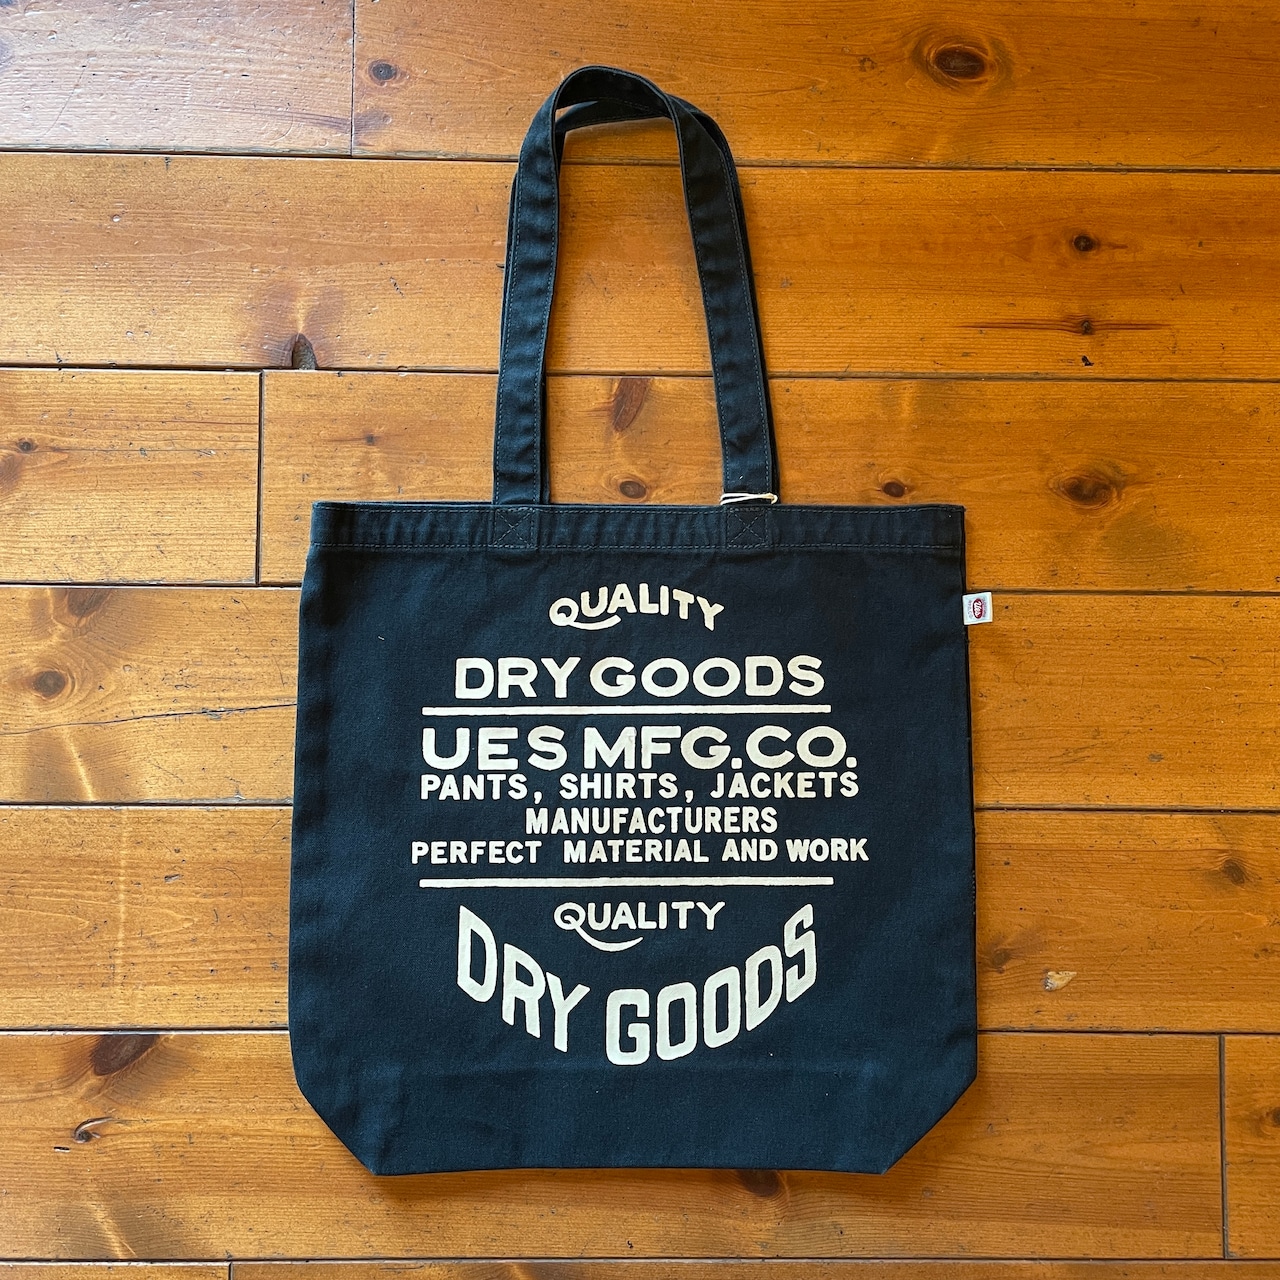 QUALITY
DRY GOODS
UES MFG.CO.
PANTS, SHIRTS, JACKETS
MANUFACTURERS
PERFECT MATERIAL AND WORK
QUALITY
DRY GOODS